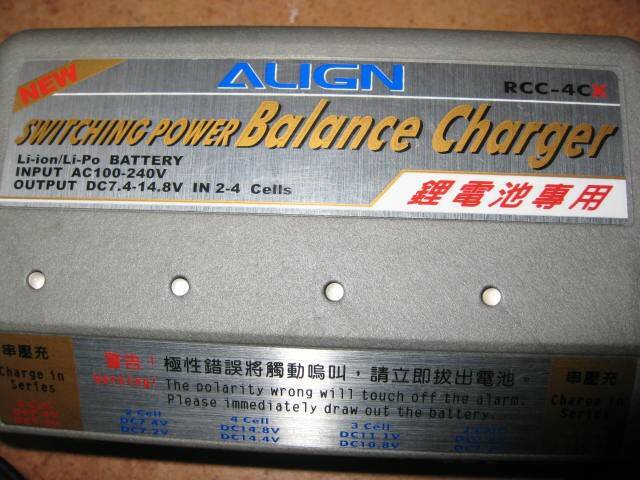 NEW
ALIGN
RCC-4CX
SWITCHING POWER Balance Charger
Li-ion/Li-Po BATTERY
INPUT AC100-240V
OUTPUT DC7.4-14.8V IN 2-4 Cells
鋰電池專用
串壓充
Charge in
Series
警告：極性錯誤將觸動嗚叫，請立即拔出電池。
Warning! The polarity wrong will touch off the alarm.
Please immediately draw out the battery.
串壓充
Charge in
Series
2 Cell
DC7.4V
DC7.2V
4 Cell
DC14.8V
DC14.4V
3 Cell
DC11.1V
DC10.8V